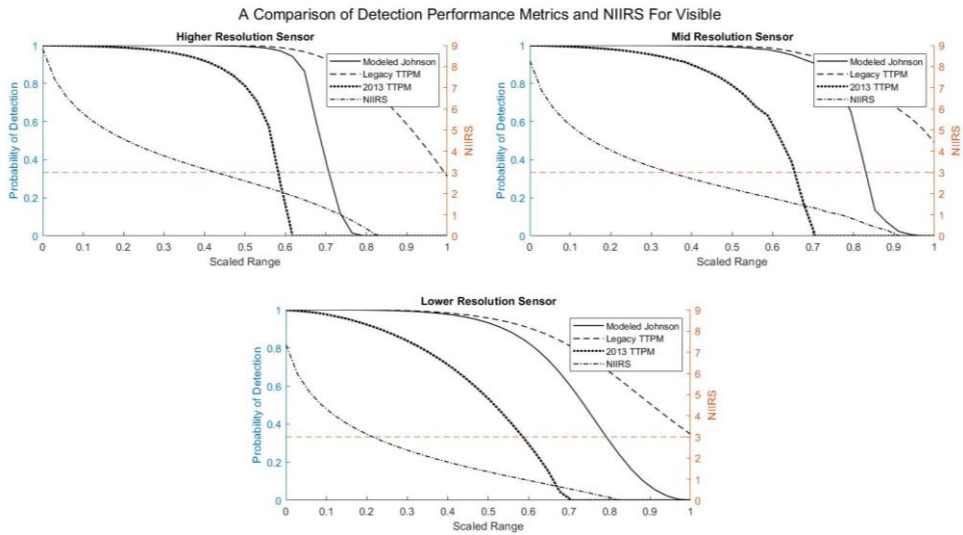 A Comparison of Detection Performance Metrics and NIIRS For Visible
Higher Resolution Sensor
Probability of Detection
1
0.8
0.6
0.4
0.2
0
0 0.1 0.2 0.3 0.4 0.5 0.6 0.7 0.8 0.9 1
Scaled Range
9
8
7
6
5
4
3
2
1
0
NIIRS
Modeled Johnson
Legacy TTPM
2013 TTPM
NIIRS
Mid Resolution Sensor
Probability of Detection
1
0.8
0.6
0.4
0.2
0
0 0.1 0.2 0.3 0.4 0.5 0.6 0.7 0.8 0.9 1
Scaled Range
9
8
7
6
5
4
3
2
1
0
NIIRS
Modeled Johnson
Legacy TTPM
2013 TTPM
NIIRS
Lower Resolution Sensor
Probability of Detection
1
0.8
0.6
0.4
0.2
0
0 0.1 0.2 0.3 0.4 0.5 0.6 0.7 0.8 0.9 1
Scaled Range
9
8
7
6
5
4
3
2
1
0
NIIRS
Modeled Johnson
Legacy TTPM
2013 TTPM
NIIRS